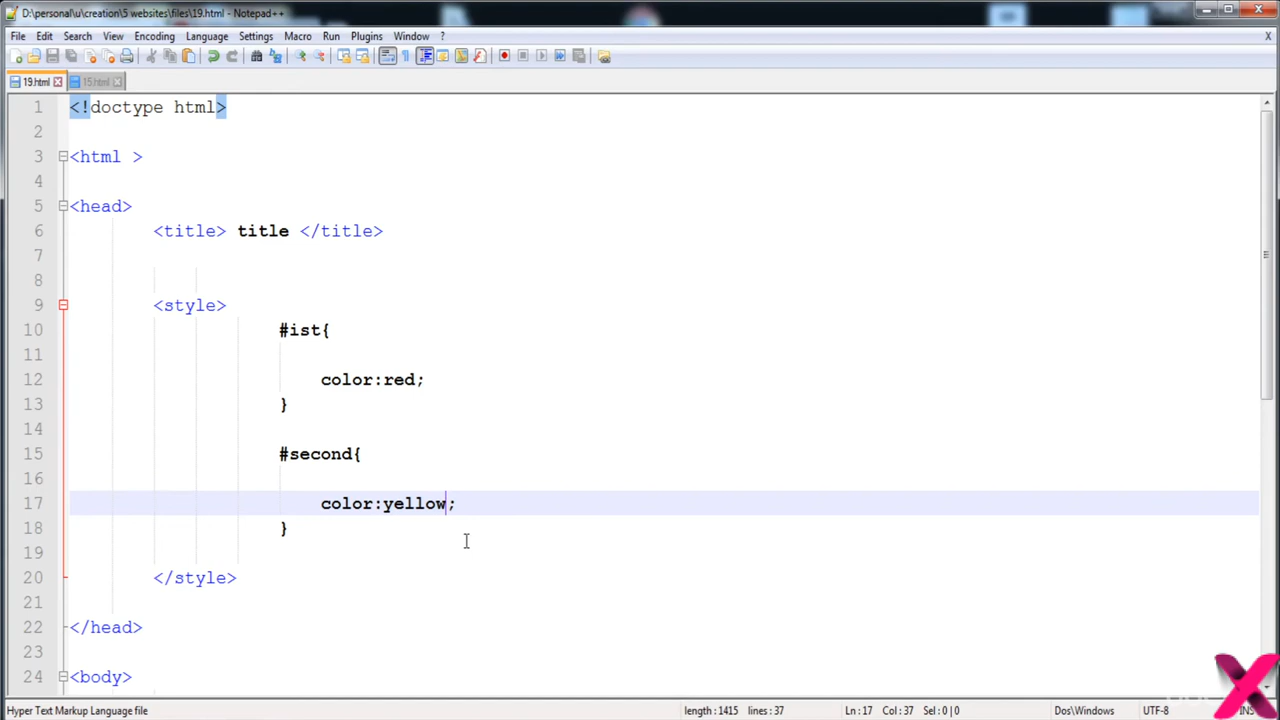 D:\personal\u\creation\5 websites\files\19.html - Notepad++
File Edit Search View Encoding Language Settings Macro Run Plugins Window ? X
19.html 15.html
1 <!doctype html>
2
3 <html >
4
5 <head>
6 <title> title </title>
7
8
9 <style>
10 #ist{
11
12 color:red;
13 }
14
15 #second{
16
17 color:yellow;
18 }
19
20 </style>
21
22 </head>
23
24 <body>
Hyper Text Markup Language file length : 1415 lines : 37 Ln : 17 Col : 37 Sel : 0 | 0 Dos\Windows UTF-8 INS